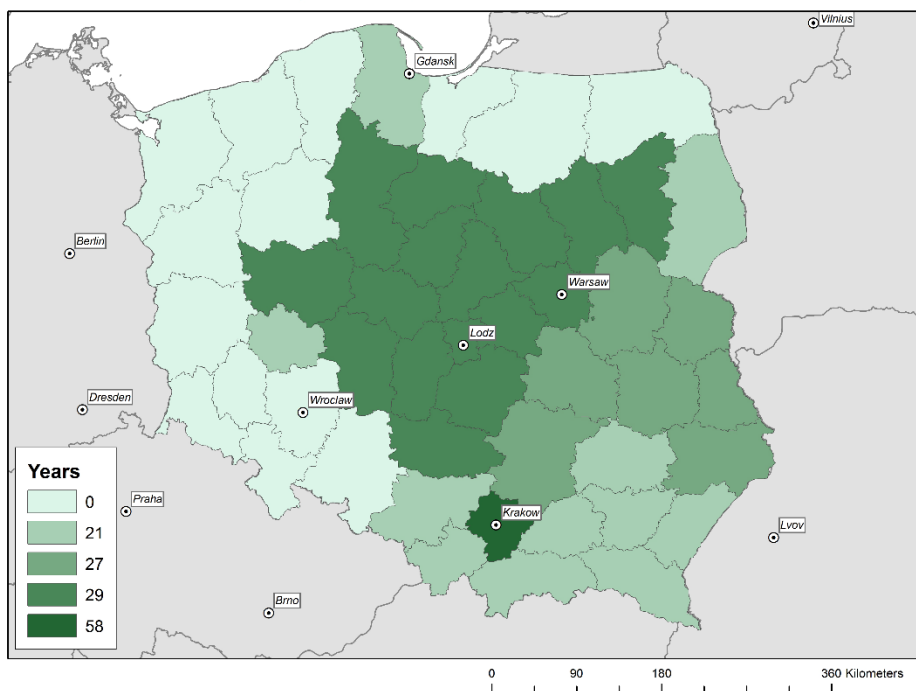 Vilnius
Gdansk
Berlin
Warsaw
Lodz
Dresden
Wroclaw
Years
0
21
27
29
58
Praha
Krakow
Lvov
Brno
0 90 180 360 Kilometers